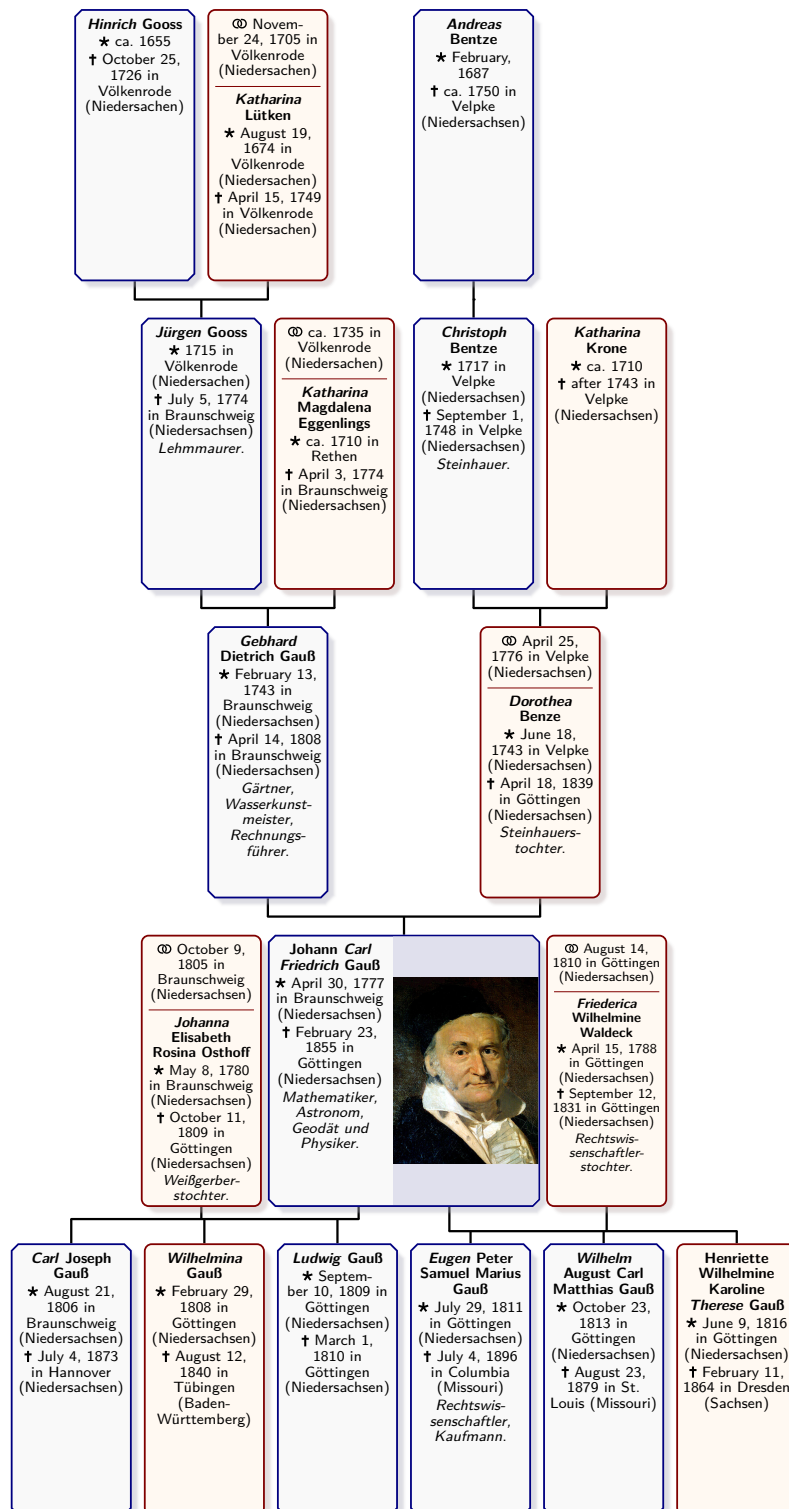 Hinrich Gooss
★ ca. 1655
† October 25,
1726 in
Völkenrode
(Niedersachen)
⚭ Novem-
ber 24, 1705 in
Völkenrode
(Niedersachen)
Katharina
Lütken
★ August 19,
1674 in
Völkenrode
(Niedersachen)
† April 15, 1749
in Völkenrode
(Niedersachen)
Andreas
Bentze
★ February,
1687
† ca. 1750 in
Velpke
(Niedersachsen)
Jürgen Gooss
★ 1715 in
Völkenrode
(Niedersachen)
† July 5, 1774
in Braunschweig
(Niedersachsen)
Lehmmaurer.
⚭ ca. 1735 in
Völkenrode
(Niedersachen)
Katharina
Magdalena
Eggenlings
★ ca. 1710 in
Rethen
† April 3, 1774
in Braunschweig
(Niedersachsen)
Christoph
Bentze
★ 1717 in
Velpke
(Niedersachsen)
† September 1,
1748 in Velpke
(Niedersachsen)
Steinhauer.
Katharina
Krone
★ ca. 1710
† after 1743 in
Velpke
(Niedersachsen)
Gebhard
Dietrich Gauß
★ February 13,
1743 in
Braunschweig
(Niedersachsen)
† April 14, 1808
in Braunschweig
(Niedersachsen)
Gärtner,
Wasserkunst-
meister,
Rechnungs-
führer.
⚭ April 25,
1776 in Velpke
(Niedersachsen)
Dorothea
Benze
★ June 18,
1743 in Velpke
(Niedersachsen)
† April 18, 1839
in Göttingen
(Niedersachsen)
Steinhauers-
tochter.
⚭ October 9,
1805 in
Braunschweig
(Niedersachsen)
Johanna
Elisabeth
Rosina Osthoff
★ May 8, 1780
in Braunschweig
(Niedersachsen)
† October 11,
1809 in
Göttingen
(Niedersachsen)
Weißgerber-
stochter.
Johann Carl
Friedrich Gauß
★ April 30, 1777
in Braunschweig
(Niedersachsen)
† February 23,
1855 in
Göttingen
(Niedersachsen)
Mathematiker,
Astronom,
Geodät und
Physiker.
⚭ August 14,
1810 in Göttingen
(Niedersachsen)
Friederica
Wilhelmine
Waldeck
★ April 15, 1788
in Göttingen
(Niedersachsen)
† September 12,
1831 in Göttingen
(Niedersachsen)
Rechtswis-
senschaftler-
stochter.
Carl Joseph
Gauß
★ August 21,
1806 in
Braunschweig
(Niedersachsen)
† July 4, 1873
in Hannover
(Niedersachsen)
Wilhelmina
Gauß
★ February 29,
1808 in
Göttingen
(Niedersachsen)
† August 12,
1840 in
Tübingen
(Baden-
Württemberg)
Ludwig Gauß
★ Septem-
ber 10, 1809 in
Göttingen
(Niedersachsen)
† March 1,
1810 in
Göttingen
(Niedersachsen)
Eugen Peter
Samuel Marius
Gauß
★ July 29, 1811
in Göttingen
(Niedersachsen)
† July 4, 1896
in Columbia
(Missouri)
Rechtswis-
senschaftler,
Kaufmann.
Wilhelm
August Carl
Matthias Gauß
★ October 23,
1813 in
Göttingen
(Niedersachsen)
† August 23,
1879 in St.
Louis (Missouri)
Henriette
Wilhelmine
Karoline
Therese Gauß
★ June 9, 1816
in Göttingen
(Niedersachsen)
† February 11,
1864 in Dresden
(Sachsen)